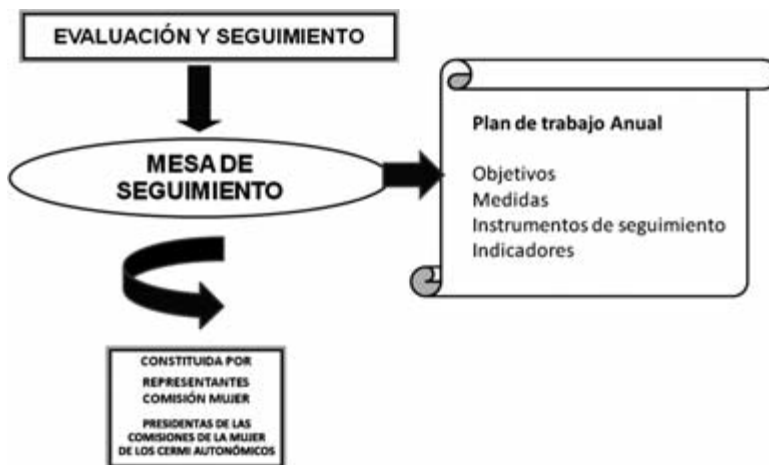 EVALUACIÓN Y SEGUIMIENTO
MESA DE
SEGUIMIENTO
Plan de trabajo Anual
Objetivos
Medidas
Instrumentos de seguimiento
Indicadores
CONSTITUIDA POR
REPRESENTANTES
COMISIÓN MUJER
PRESIDENTAS DE LAS
COMISIONES DE LA MUJER
DE LOS CERMI AUTONÓMICOS